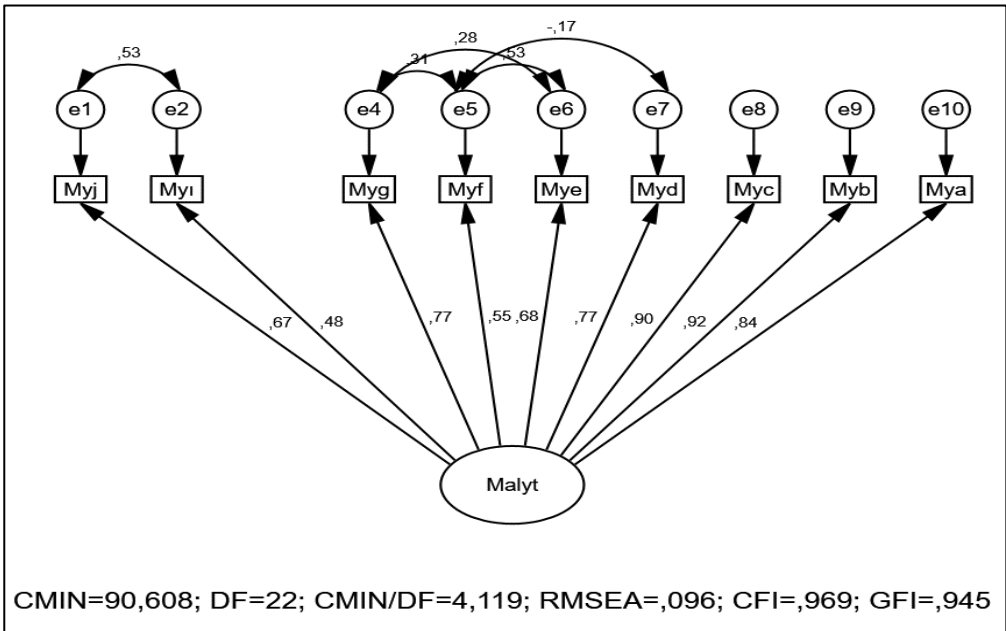 -,17
,28
,53 ,31 ,53
e1 e2 e4 e5 e6 e7 e8 e9 e10
Myj Myı Myg Myf Mye Myd Myc Myb Mya
,67 ,48 ,77 ,55 ,68 ,77 ,90 ,92 ,84
Malyt
CMIN=90,608; DF=22; CMIN/DF=4,119; RMSEA=,096; CFI=,969; GFI=,945